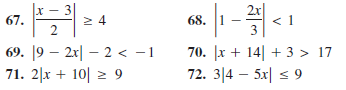 67. |(x − 3)/2| ≥ 4 68. |1 − 2x/3| < 1
69. |9 − 2x| − 2 < −1 70. |x + 14| + 3 > 17
71. 2|x + 10| ≥ 9 72. 3|4 − 5x| ≤ 9